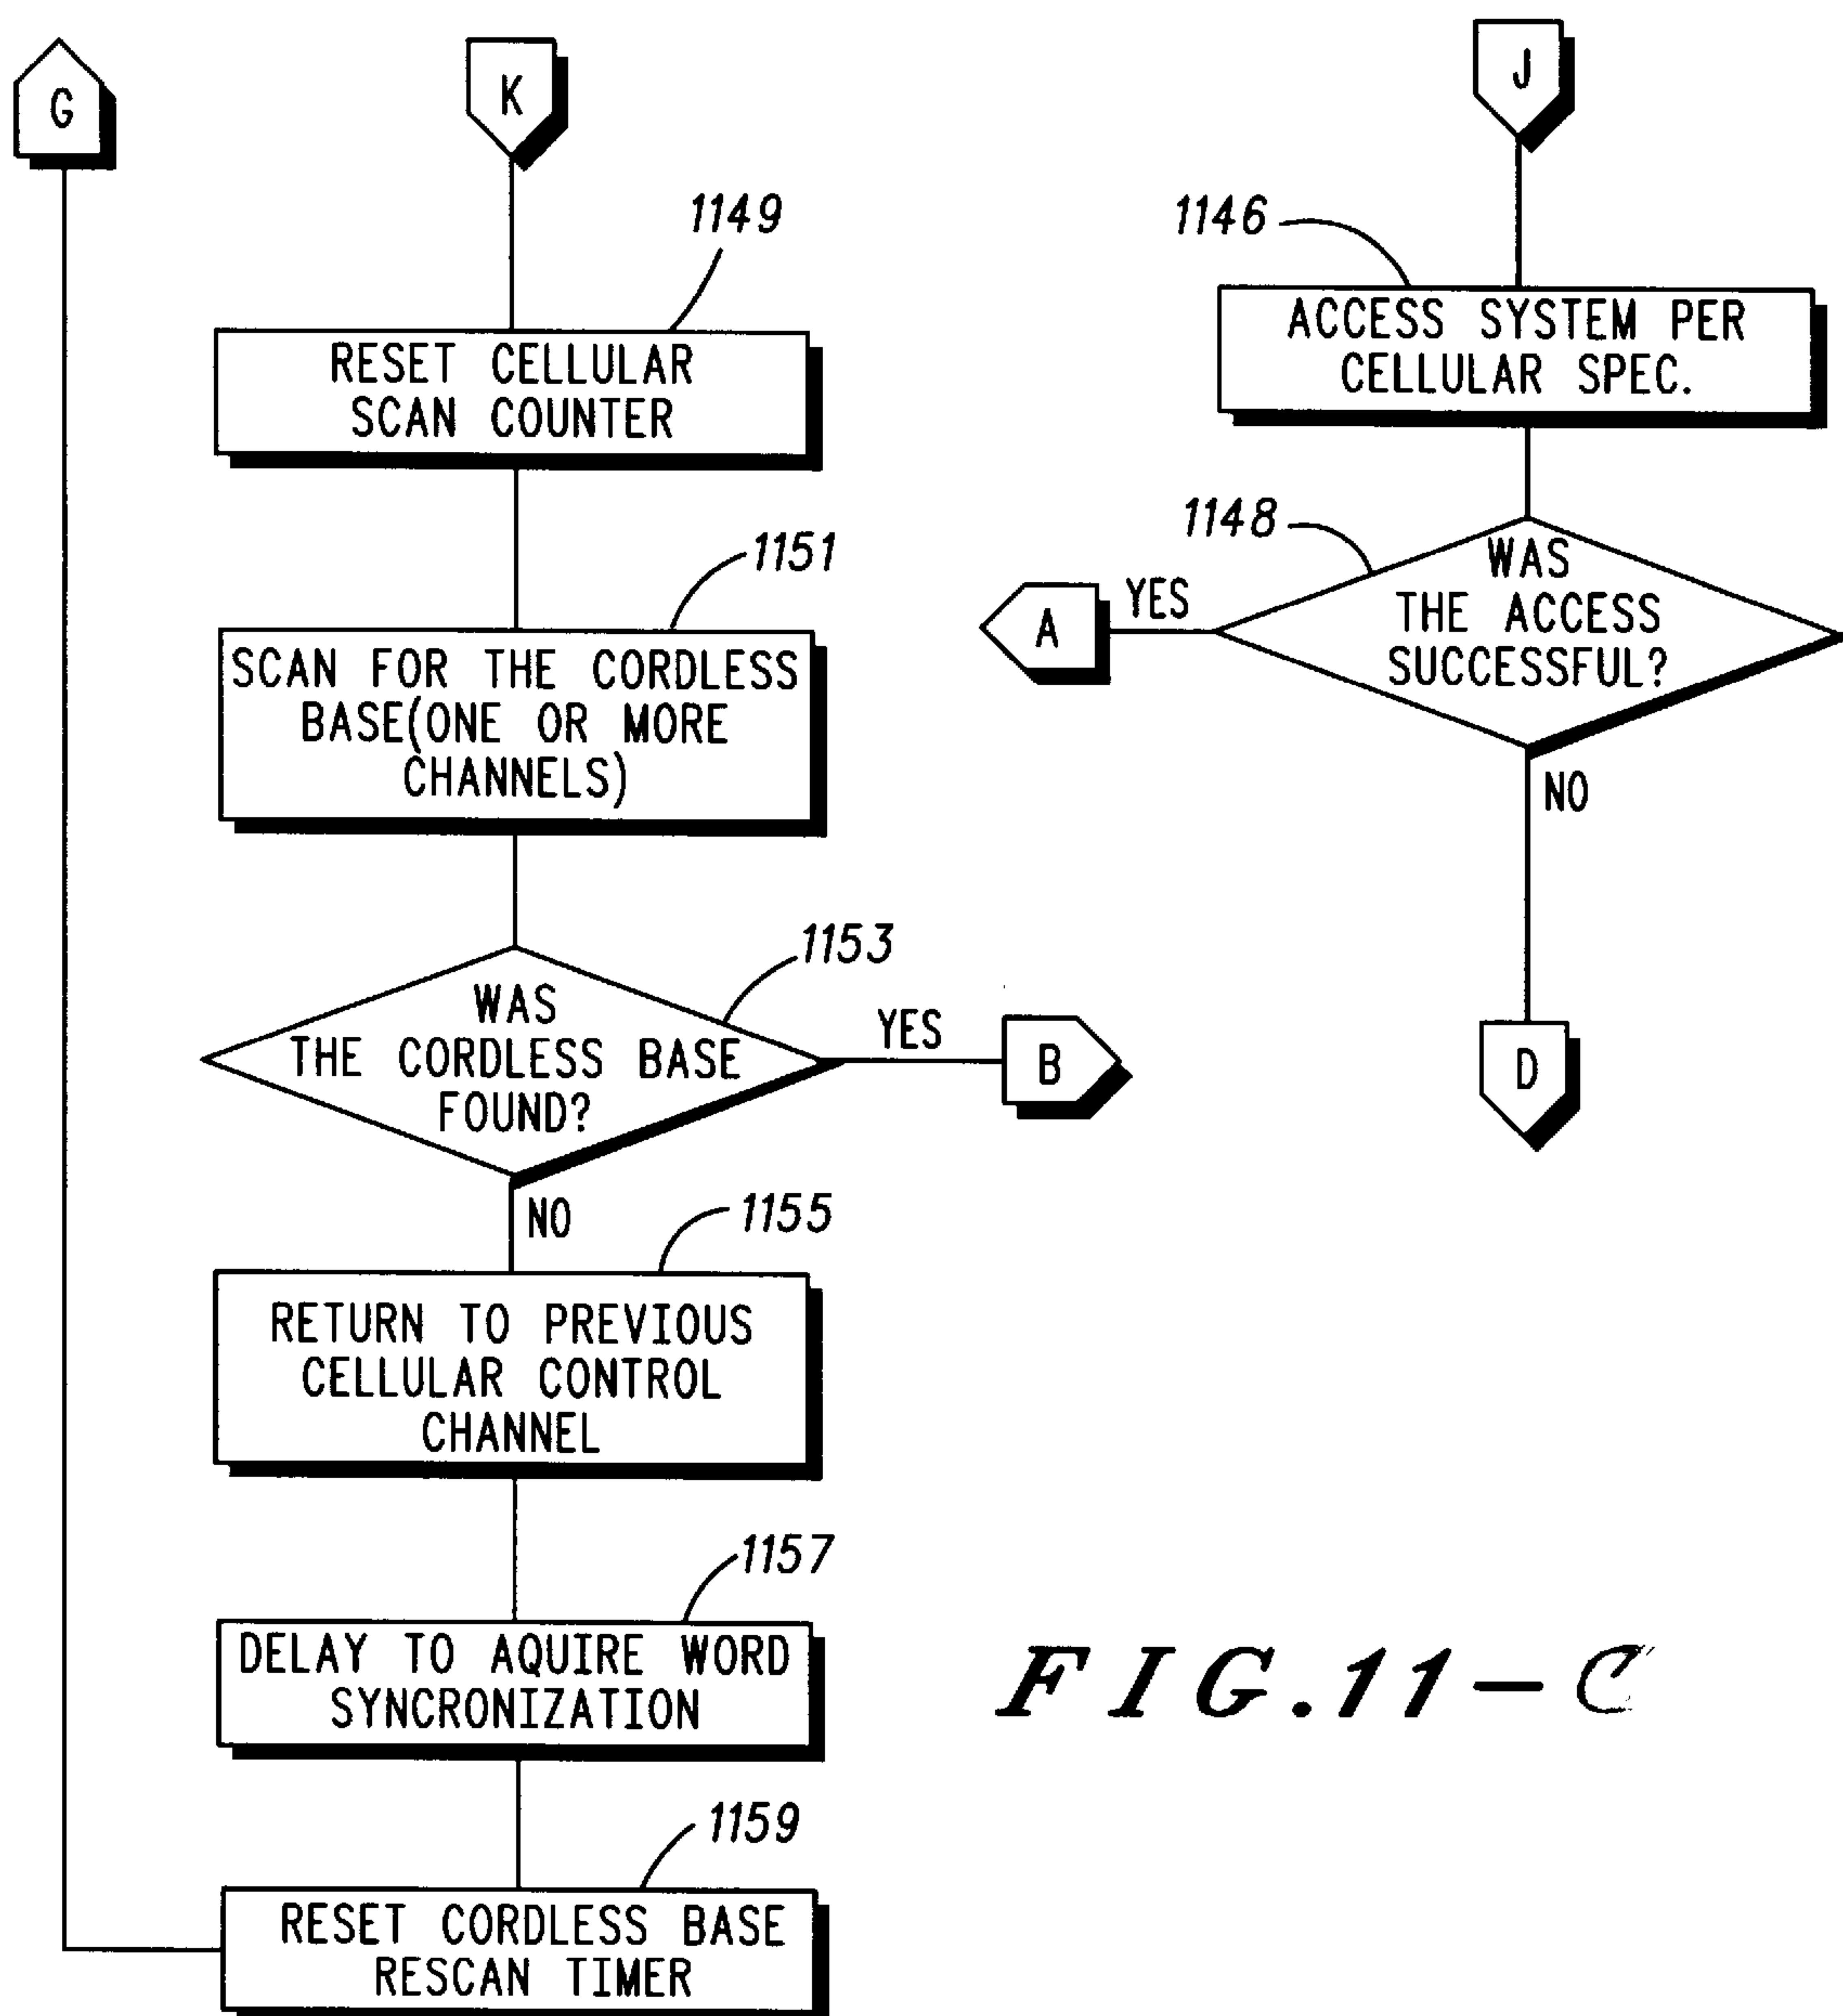 G
K
1149
RESET CELLULAR
SCAN COUNTER
1151
SCAN FOR THE CORDLESS
BASE(ONE OR MORE
CHANNELS)
1153
WAS
THE CORDLESS BASE
FOUND?
YES
B
NO
1155
RETURN TO PREVIOUS
CELLULAR CONTROL
CHANNEL
1157
DELAY TO AQUIRE WORD
SYNCRONIZATION
1159
RESET CORDLESS BASE
RESCAN TIMER
J
1146
ACCESS SYSTEM PER
CELLULAR SPEC.
1148
WAS
THE ACCESS
SUCCESSFUL?
YES
A
NO
D
FIG.11-C